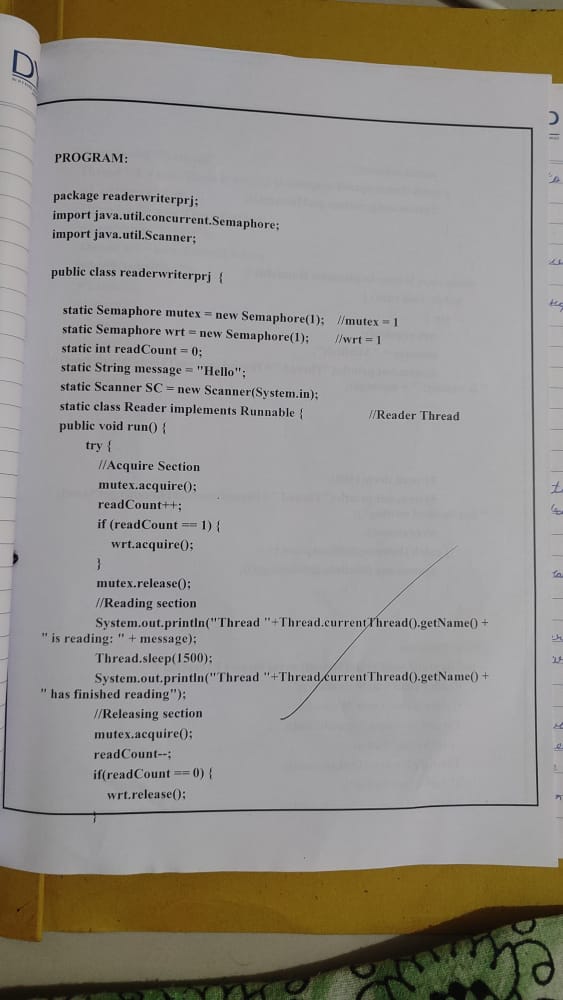 PROGRAM:
package readerwriterprj;
import java.util.concurrent.Semaphore;
import java.util.Scanner;
public class readerwriterprj {
static Semaphore mutex = new Semaphore(1); //mutex = 1
static Semaphore wrt = new Semaphore(1); //wrt = 1
static int readCount = 0;
static String message = "Hello";
static Scanner SC = new Scanner(System.in);
static class Reader implements Runnable { //Reader Thread
public void run() {
try {
//Acquire Section
mutex.acquire();
readCount++;
if (readCount == 1) {
wrt.acquire();
}
mutex.release();
//Reading section
System.out.println("Thread "+Thread.currentThread().getName() +
" is reading: " + message);
Thread.sleep(1500);
System.out.println("Thread "+Thread.currentThread().getName() +
" has finished reading");
//Releasing section
mutex.acquire();
readCount--;
if(readCount == 0) {
wrt.release();
}